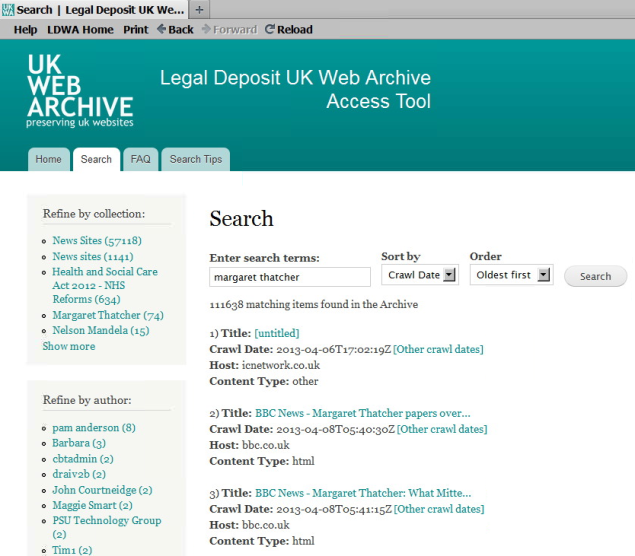 Search | Legal Deposit UK We...
Help LDWA Home Print Back Forward Reload
UK
WEB
ARCHIVE
preserving uk websites
Legal Deposit UK Web Archive
Access Tool
Home Search FAQ Search Tips
Refine by collection:
News Sites (57118)
News sites (1141)
Health and Social Care
Act 2012 - NHS
Reforms (634)
Margaret Thatcher (74)
Nelson Mandela (15)
Show more
Refine by author:
pam anderson (8)
Barbara (3)
cbtadmin (2)
draiv2b (2)
John Courtneidge (2)
Maggie Smart (2)
PSU Technology Group
(2)
Tim1 (2)
Search
Enter search terms: Sort by Order
margaret thatcher Crawl Date Oldest first Search
111638 matching items found in the Archive
1) Title: [untitled]
Crawl Date: 2013-04-06T17:02:19Z [Other crawl dates]
Host: icnetwork.co.uk
Content Type: other
2) Title: BBC News - Margaret Thatcher papers over...
Crawl Date: 2013-04-08T05:40:30Z [Other crawl dates]
Host: bbc.co.uk
Content Type: html
3) Title: BBC News - Margaret Thatcher: What Mitte...
Crawl Date: 2013-04-08T05:41:15Z [Other crawl dates]
Host: bbc.co.uk
Content Type: html